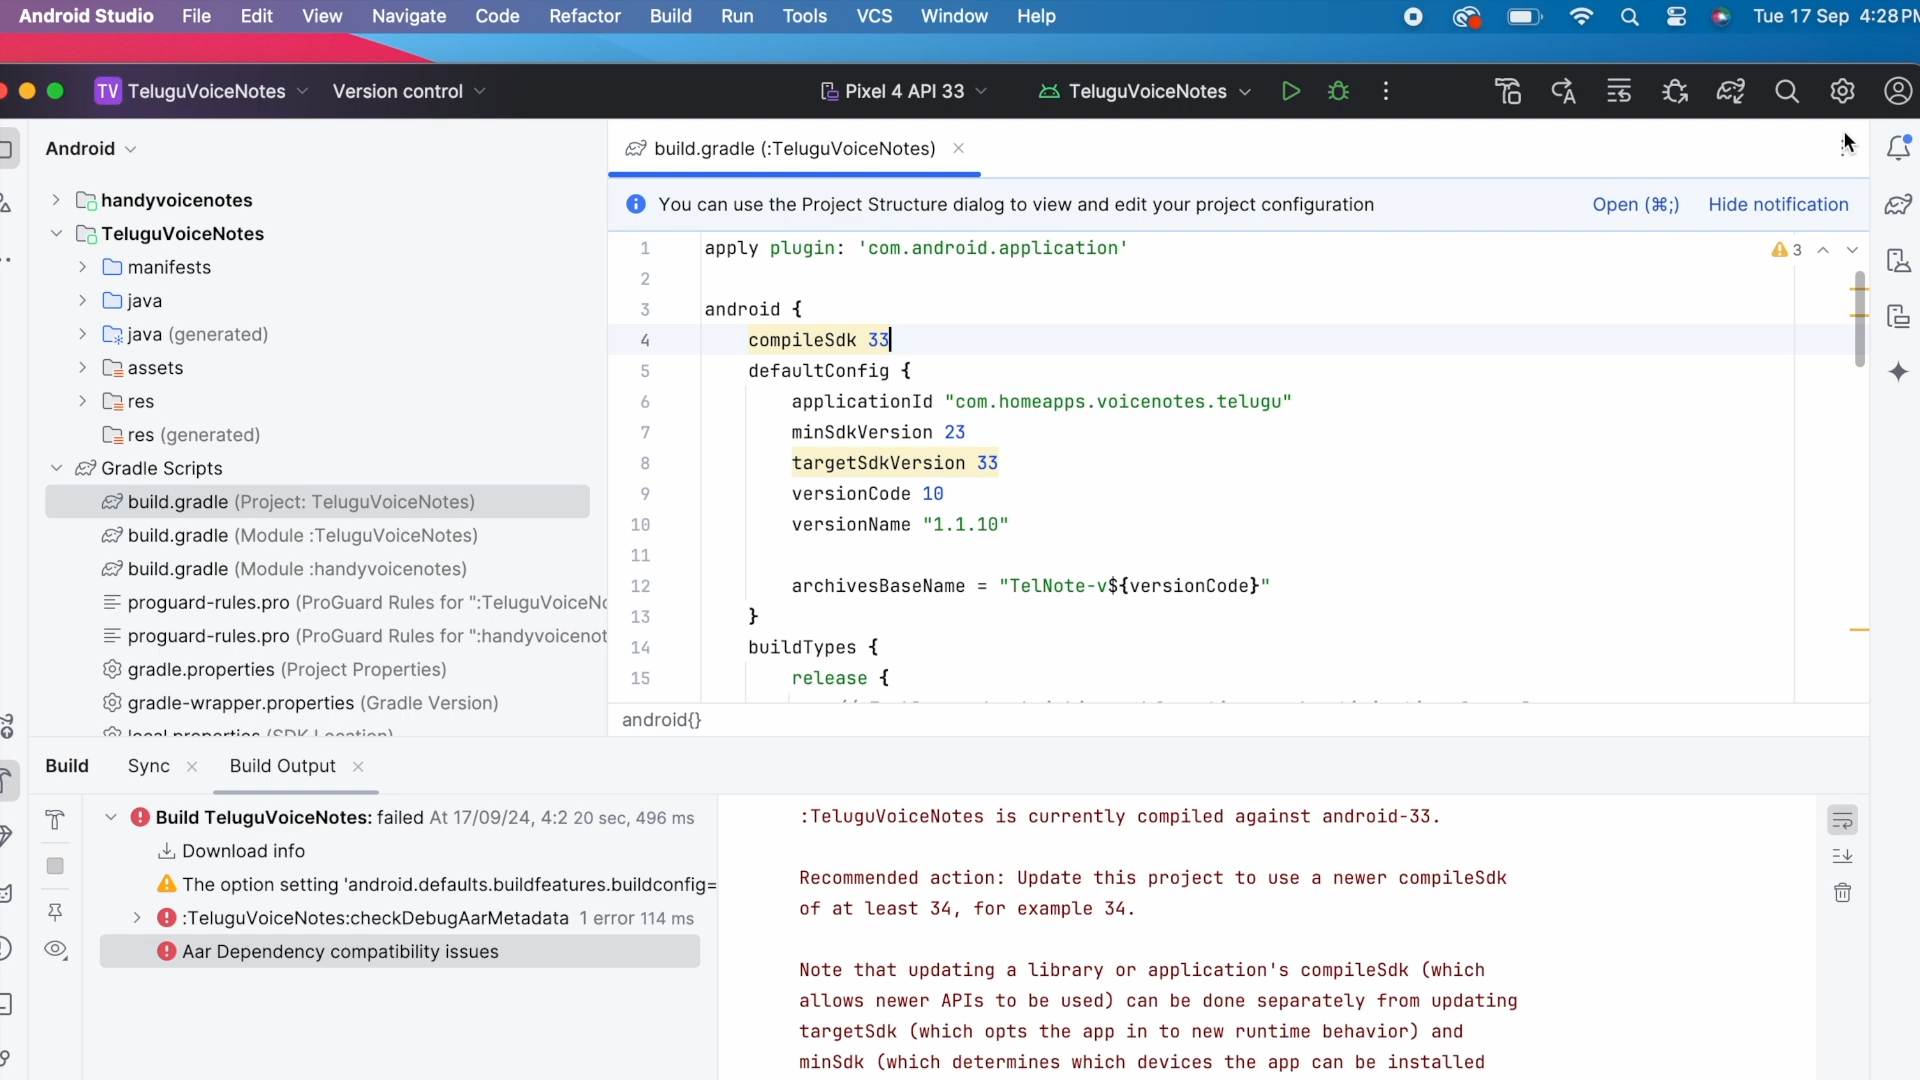 Android Studio File Edit View Navigate Code Refactor Build Run Tools VCS Window Help Tue 17 Sep 4:28PM
TV TeluguVoiceNotes Version control Pixel 4 API 33 TeluguVoiceNotes
Android
build.gradle (:TeluguVoiceNotes)
handyvoicenotes
TeluguVoiceNotes
manifests
java
java (generated)
assets
res
res (generated)
Gradle Scripts
build.gradle (Project: TeluguVoiceNotes)
build.gradle (Module :TeluguVoiceNotes)
build.gradle (Module :handyvoicenotes)
proguard-rules.pro (ProGuard Rules for ":TeluguVoiceNo
proguard-rules.pro (ProGuard Rules for ":handyvoicenot
gradle.properties (Project Properties)
gradle-wrapper.properties (Gradle Version)
local.properties (SDK Location)
You can use the Project Structure dialog to view and edit your project configuration Open (⌘;) Hide notification
3
1 apply plugin: 'com.android.application'
2
3 android {
4 compileSdk 33
5 defaultConfig {
6 applicationId "com.homeapps.voicenotes.telugu"
7 minSdkVersion 23
8 targetSdkVersion 33
9 versionCode 10
10 versionName "1.1.10"
11
12 archivesBaseName = "TelNote-v${versionCode}"
13 }
14 buildTypes {
15 release {
android{}
Build Sync Build Output
Build TeluguVoiceNotes: failed At 17/09/24, 4:2 20 sec, 496 ms
Download info
The option setting 'android.defaults.buildfeatures.buildconfig=
:TeluguVoiceNotes:checkDebugAarMetadata 1 error 114 ms
Aar Dependency compatibility issues
:TeluguVoiceNotes is currently compiled against android-33.
Recommended action: Update this project to use a newer compileSdk
of at least 34, for example 34.
Note that updating a library or application's compileSdk (which
allows newer APIs to be used) can be done separately from updating
targetSdk (which opts the app in to new runtime behavior) and
minSdk (which determines which devices the app can be installed